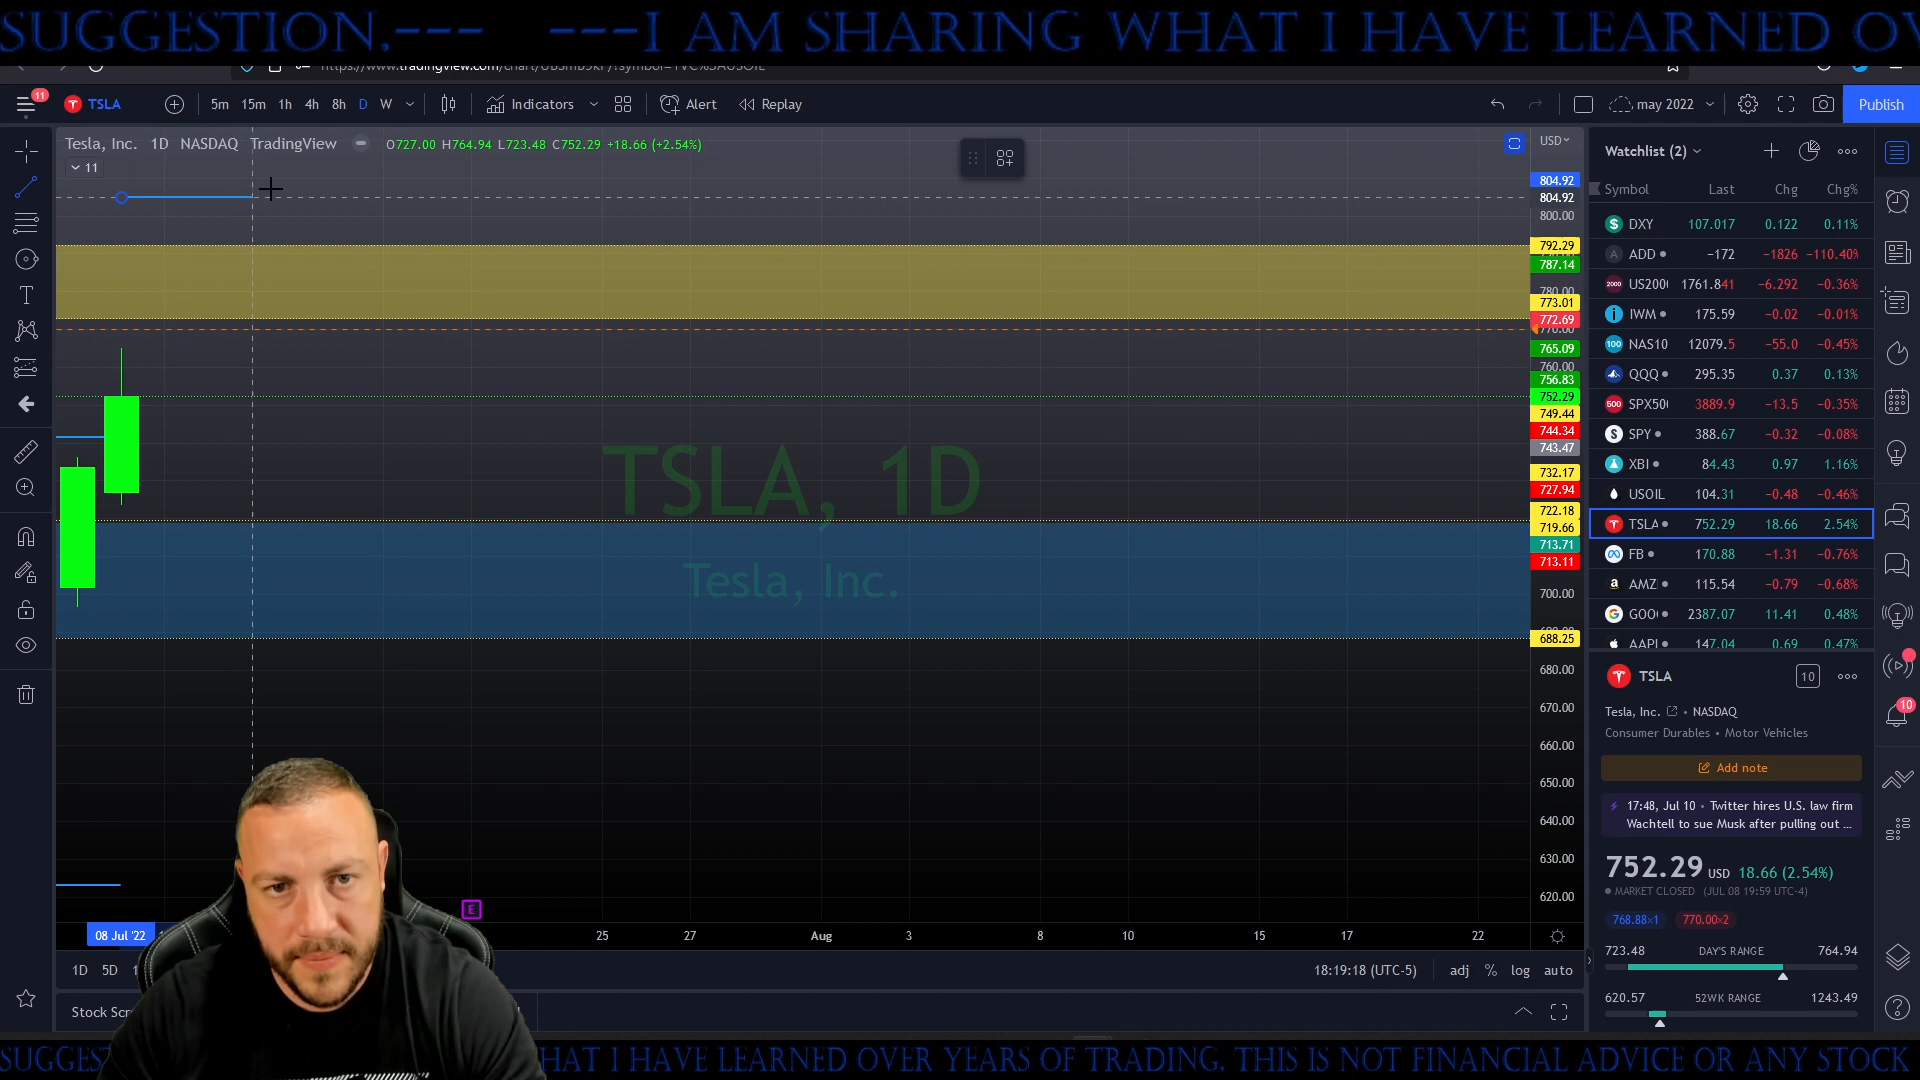 SUGGESTION.--- ---I AM SHARING WHAT I HAVE LEARNED OV
11
TSLA
5m 15m 1h 4h 8h D W
Indicators
Alert
Replay
may 2022
Publish
Tesla, Inc. 1D NASDAQ TradingView
O727.00 H764.94 L723.48 C752.29 +18.66 (+2.54%)
11
USD
804.92
804.92
800.00
792.29
787.14
780.00
773.01
772.69
770.00
765.09
760.00
756.83
752.29
749.44
744.34
743.47
732.17
727.94
722.18
719.66
713.71
713.11
700.00
688.25
680.00
670.00
660.00
650.00
640.00
630.00
620.00
TSLA, 1D
Tesla, Inc.
E
08 Jul '22
25 27 Aug 3 8 10 15 17 22
1D 5D
18:19:18 (UTC-5)
adj % log auto
Stock Scr
Watchlist (2)
Symbol Last Chg Chg%
DXY 107.017 0.122 0.11%
ADD −172 −1826 −110.40%
US200 1761.841 −6.292 −0.36%
IWM 175.59 −0.02 −0.01%
NAS10 12079.5 −55.0 −0.45%
QQQ 295.35 0.37 0.13%
SPX50 3889.9 −13.5 −0.35%
SPY 388.67 −0.32 −0.08%
XBI 84.43 0.97 1.16%
USOIL 104.31 −0.48 −0.46%
TSLA 752.29 18.66 2.54%
FB 170.88 −1.31 −0.76%
AMZ 115.54 −0.79 −0.68%
GOO 2387.07 11.41 0.48%
AAPL 147.04 0.69 0.47%
TSLA
10
Tesla, Inc. • NASDAQ
Consumer Durables • Motor Vehicles
Add note
17:48, Jul 10 • Twitter hires U.S. law firm
Wachtell to sue Musk after pulling out ...
752.29 USD 18.66 (2.54%)
MARKET CLOSED (JUL 08 19:59 UTC-4)
768.88×1 770.00×2
723.48 DAY'S RANGE 764.94
620.57 52WK RANGE 1243.49
10
SUGGES HAT I HAVE LEARNED OVER YEARS OF TRADING. THIS IS NOT FINANCIAL ADVICE OR ANY STOCK